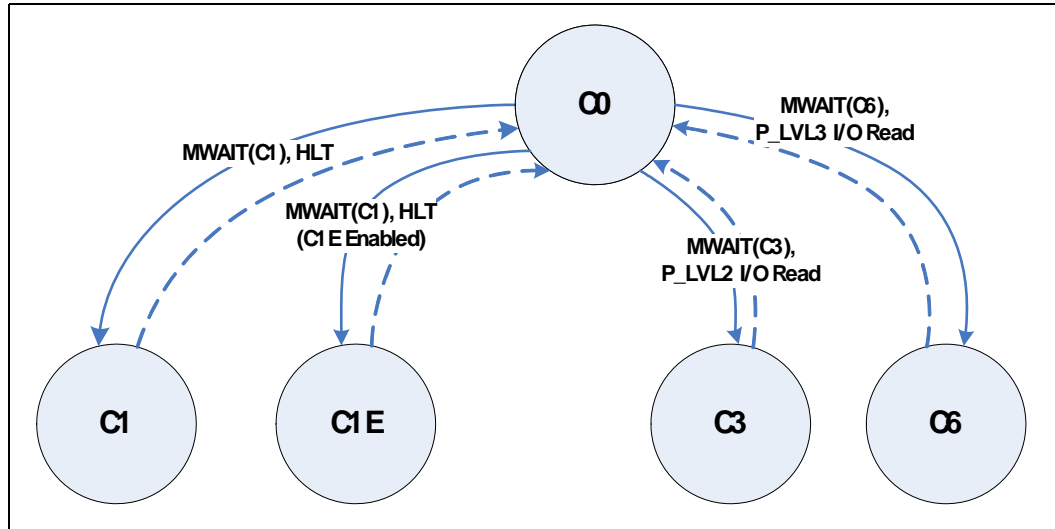 C0
MWAIT(C6),
P_LVL3 I/O Read
MWAIT(C1), HLT
MWAIT(C1), HLT
(C1E Enabled)
MWAIT(C3),
P_LVL2 I/O Read
C1
C1E
C3
C6